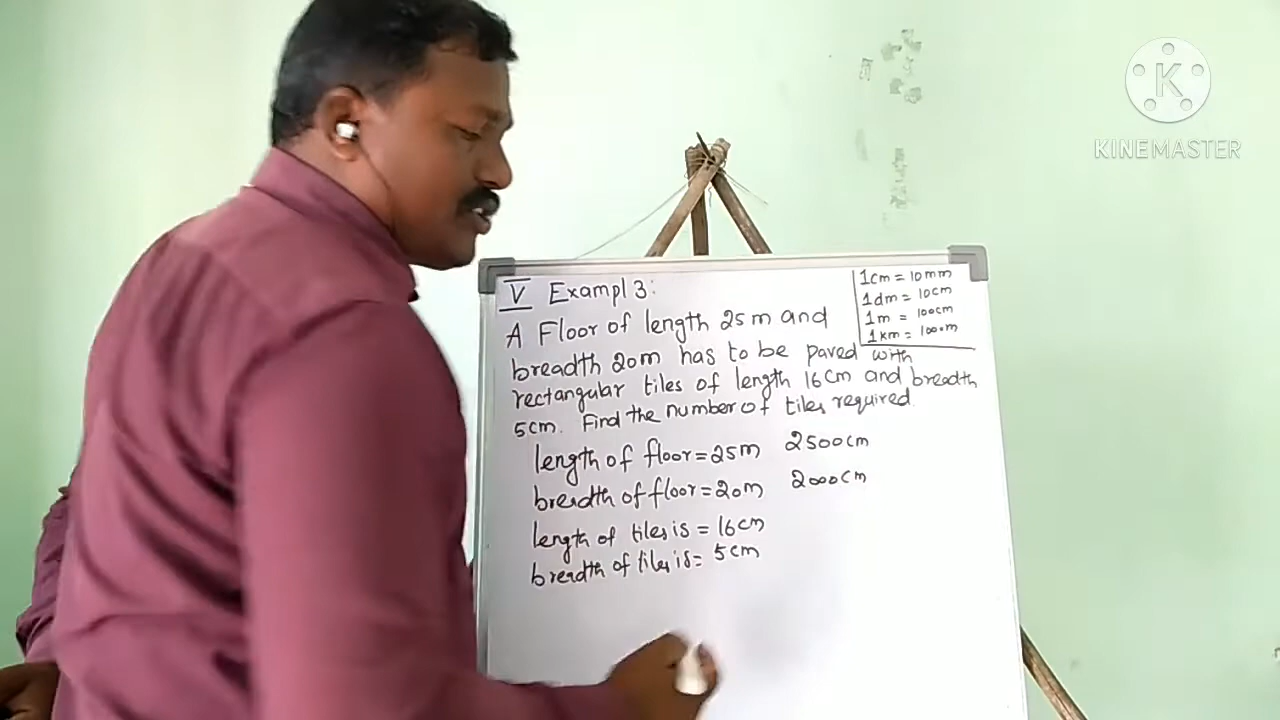 K
KINEMASTER
V Exampl 3:
1cm = 10mm
1dm = 10cm
1m = 100cm
1km = 1000m
A Floor of length 25m and
breadth 20m has to be paved with
rectangular tiles of length 16cm and breadth
5cm. Find the number of tiles required.
length of floor = 25m 2500cm
breadth of floor = 20m 2000cm
length of tiles is = 16cm
breadth of tiles is = 5cm